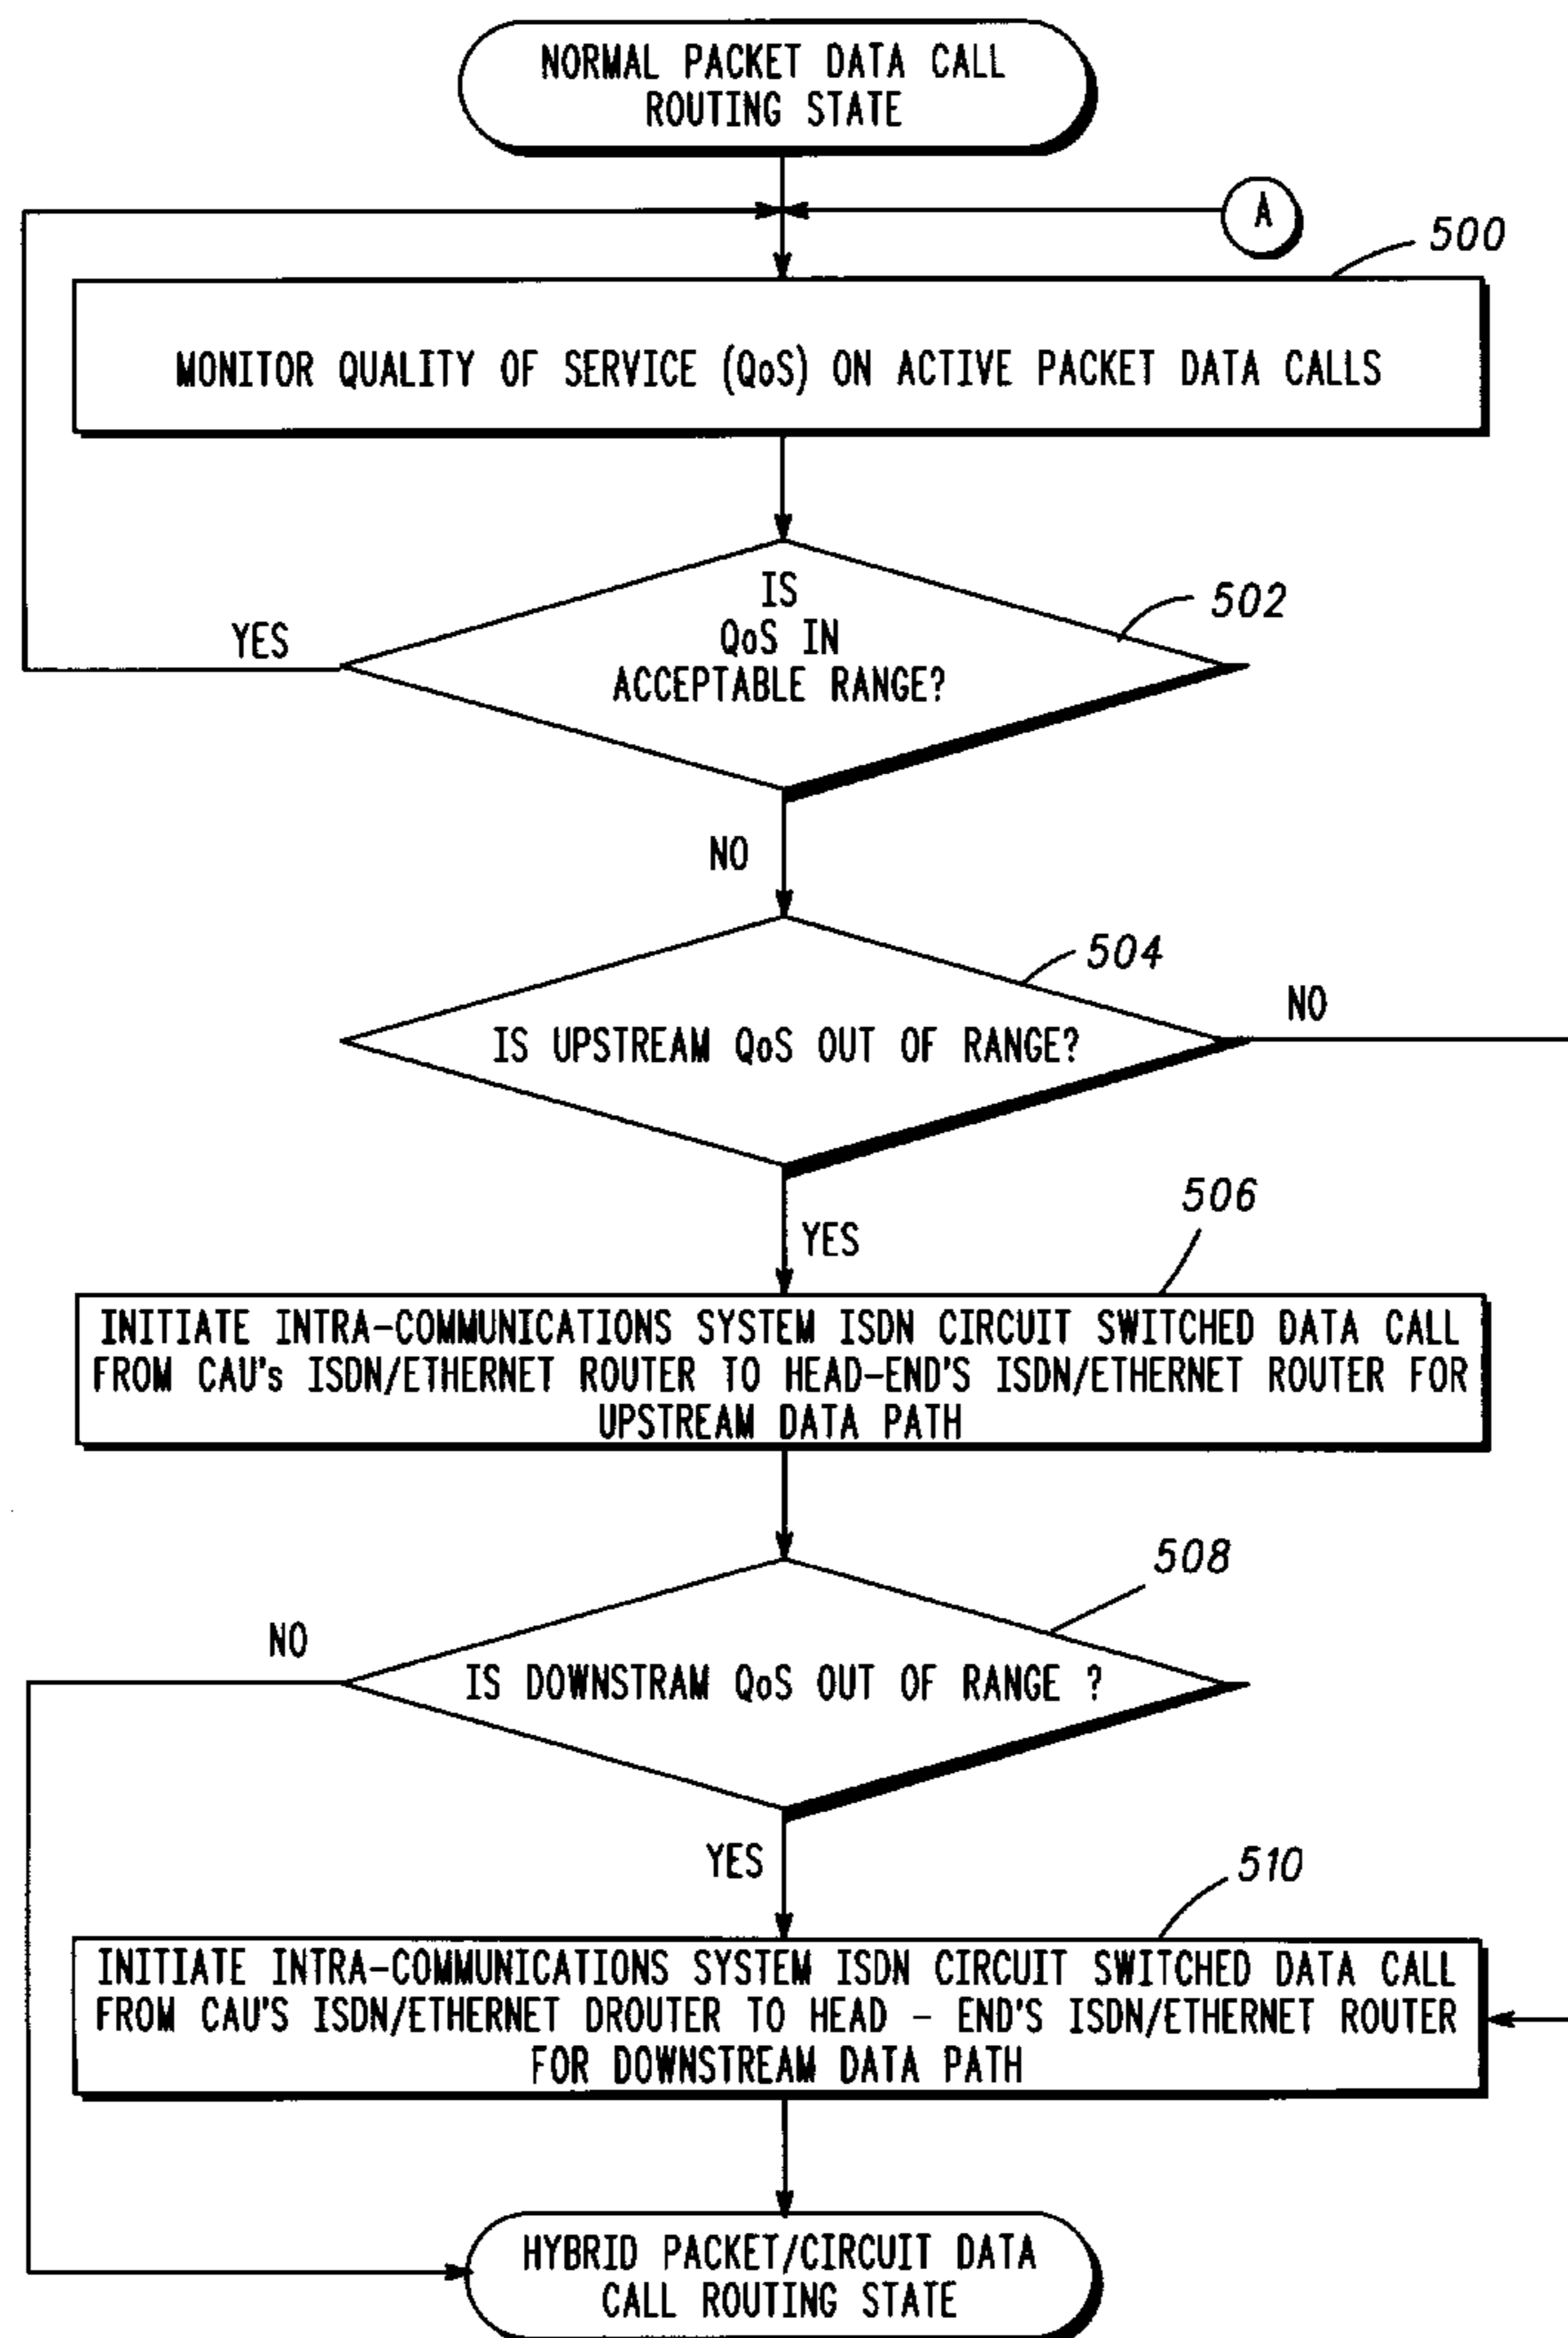 NORMAL PACKET DATA CALL
ROUTING STATE
A
500
MONITOR QUALITY OF SERVICE (QoS) ON ACTIVE PACKET DATA CALLS
IS
QoS IN
ACCEPTABLE RANGE?
502
YES
NO
504
IS UPSTREAM QoS OUT OF RANGE?
NO
YES
506
INITIATE INTRA-COMMUNICATIONS SYSTEM ISDN CIRCUIT SWITCHED DATA CALL
FROM CAU's ISDN/ETHERNET ROUTER TO HEAD-END'S ISDN/ETHERNET ROUTER FOR
UPSTREAM DATA PATH
508
NO
IS DOWNSTRAM QoS OUT OF RANGE ?
YES
510
INITIATE INTRA-COMMUNICATIONS SYSTEM ISDN CIRCUIT SWITCHED DATA CALL
FROM CAU'S ISDN/ETHERNET DROUTER TO HEAD - END'S ISDN/ETHERNET ROUTER
FOR DOWNSTREAM DATA PATH
HYBRID PACKET/CIRCUIT DATA
CALL ROUTING STATE